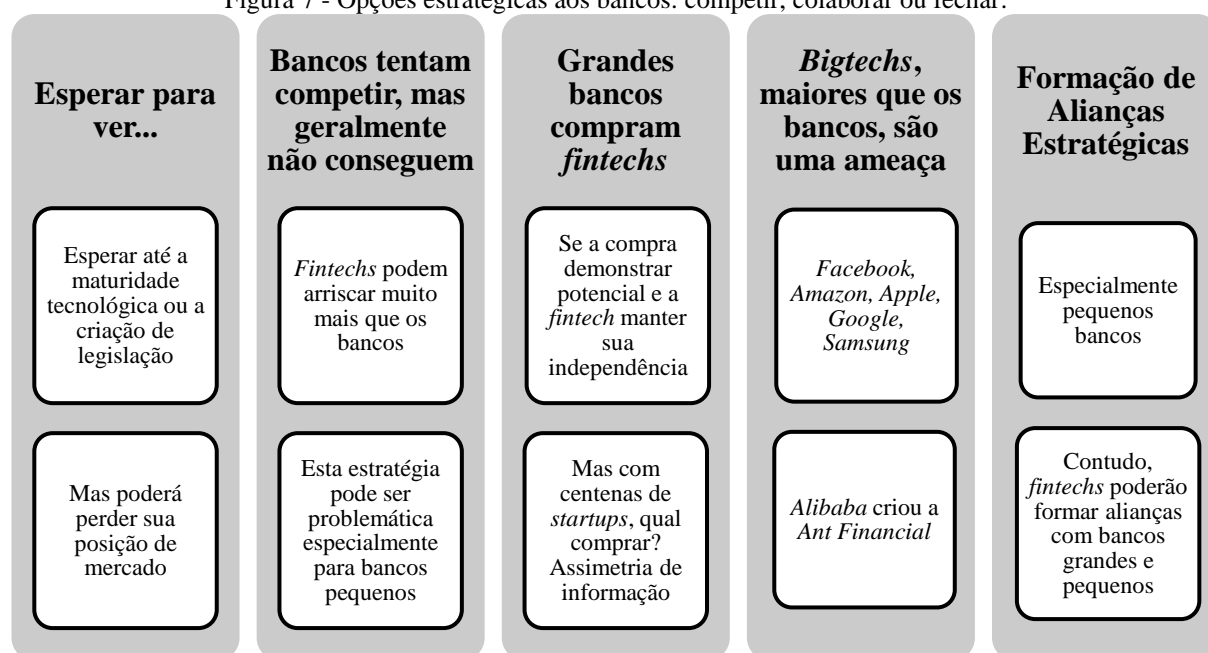 Figura 7 - Opções estratégicas aos bancos: competir, colaborar ou fechar.
Esperar para
ver...
Esperar até a
maturidade
tecnológica ou a
criação de
legislação
Mas poderá
perder sua
posição de
mercado
Bancos tentam
competir, mas
geralmente
não conseguem
Fintechs podem
arriscar muito
mais que os
bancos
Esta estratégia
pode ser
problemática
especialmente
para bancos
pequenos
Grandes
bancos
compram
fintechs
Se a compra
demonstrar
potencial e a
fintech manter
sua
independência
Mas com
centenas de
startups, qual
comprar?
Assimetria de
informação
Bigtechs,
maiores que os
bancos, são
uma ameaça
Facebook,
Amazon, Apple,
Google,
Samsung
Alibaba criou a
Ant Financial
Formação de
Alianças
Estratégicas
Especialmente
pequenos
bancos
Contudo,
fintechs poderão
formar alianças
com bancos
grandes e
pequenos